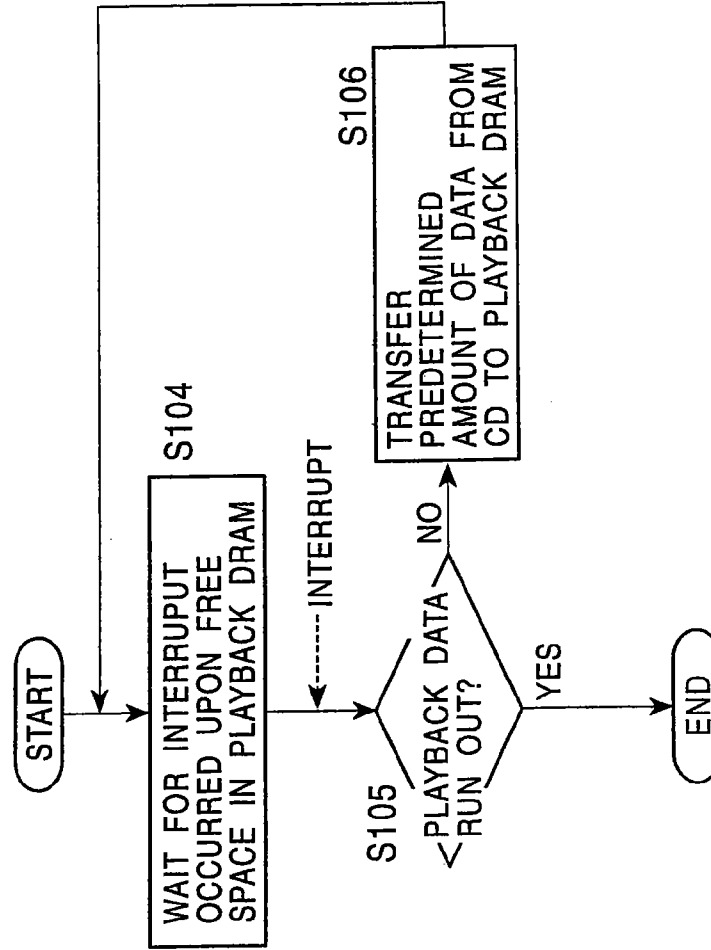 START
S104
WAIT FOR INTERRUPUT
OCCURRED UPON FREE
SPACE IN PLAYBACK DRAM
INTERRUPT
S105
PLAYBACK DATA
RUN OUT?
NO
YES
S106
TRANSFER
PREDETERMINED
AMOUNT OF DATA FROM
CD TO PLAYBACK DRAM
END